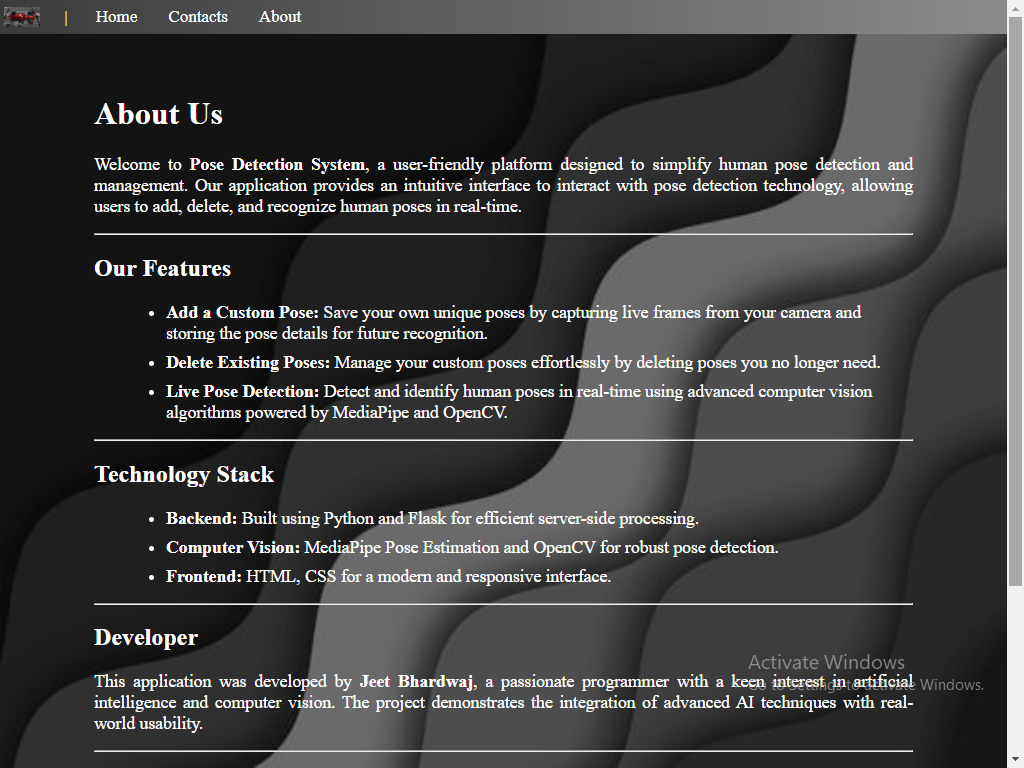 | Home Contacts About
About Us
Welcome to Pose Detection System, a user-friendly platform designed to simplify human pose detection and
management. Our application provides an intuitive interface to interact with pose detection technology, allowing
users to add, delete, and recognize human poses in real-time.
Our Features
• Add a Custom Pose: Save your own unique poses by capturing live frames from your camera and
storing the pose details for future recognition.
• Delete Existing Poses: Manage your custom poses effortlessly by deleting poses you no longer need.
• Live Pose Detection: Detect and identify human poses in real-time using advanced computer vision
algorithms powered by MediaPipe and OpenCV.
Technology Stack
• Backend: Built using Python and Flask for efficient server-side processing.
• Computer Vision: MediaPipe Pose Estimation and OpenCV for robust pose detection.
• Frontend: HTML, CSS for a modern and responsive interface.
Developer
This application was developed by Jeet Bhardwaj, a passionate programmer with a keen interest in artificial
intelligence and computer vision. The project demonstrates the integration of advanced AI techniques with real-
world usability.
Activate Windows
Go to Settings to activate Windows.